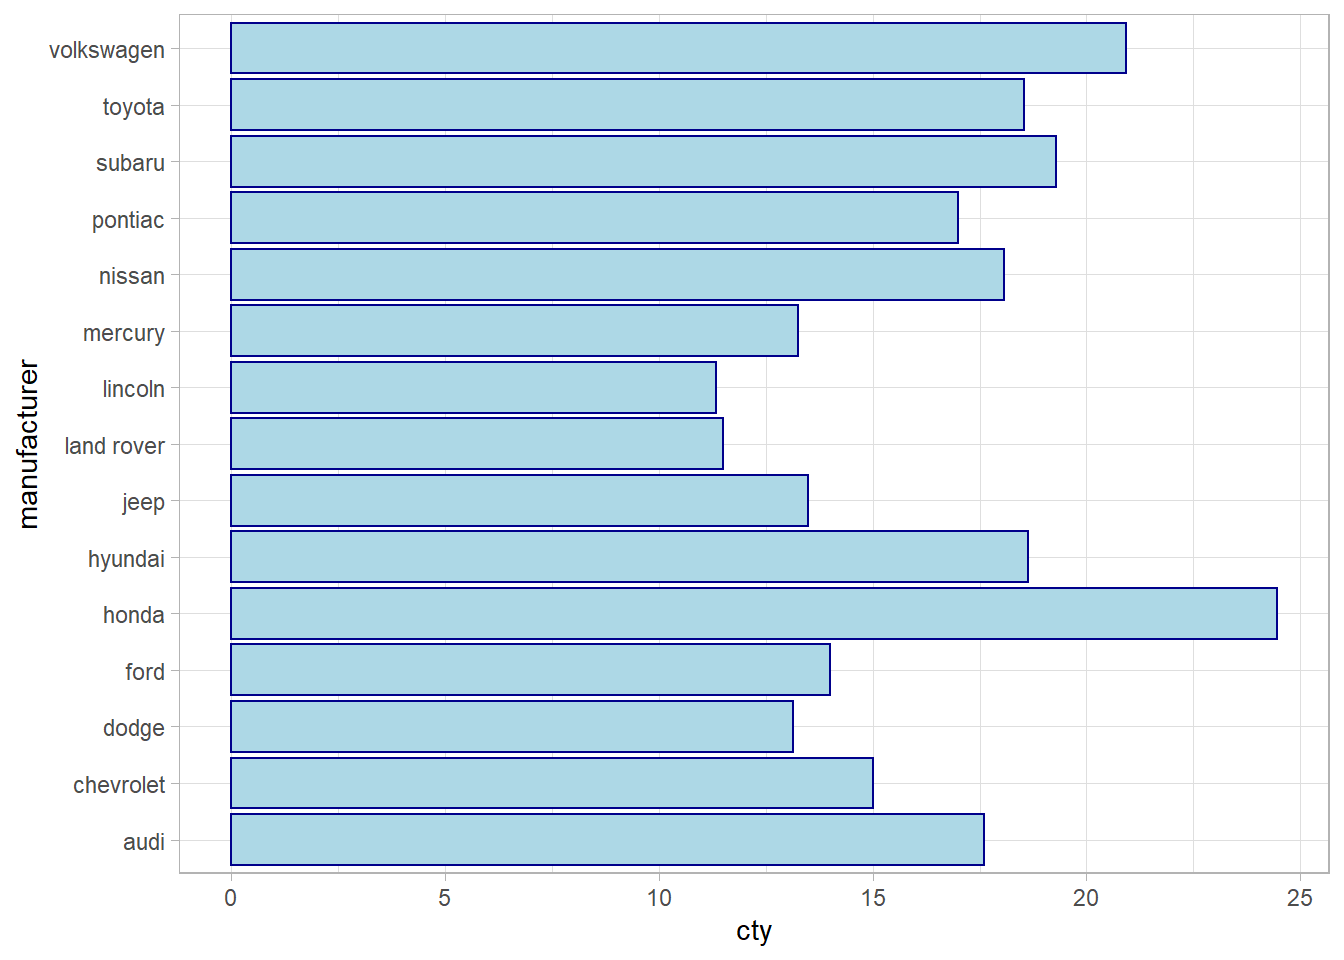 volkswagen
toyota
subaru
pontiac
nissan
mercury
lincoln
land rover
jeep
hyundai
honda
ford
dodge
chevrolet
audi
manufacturer
0 5 10 15 20 25
cty